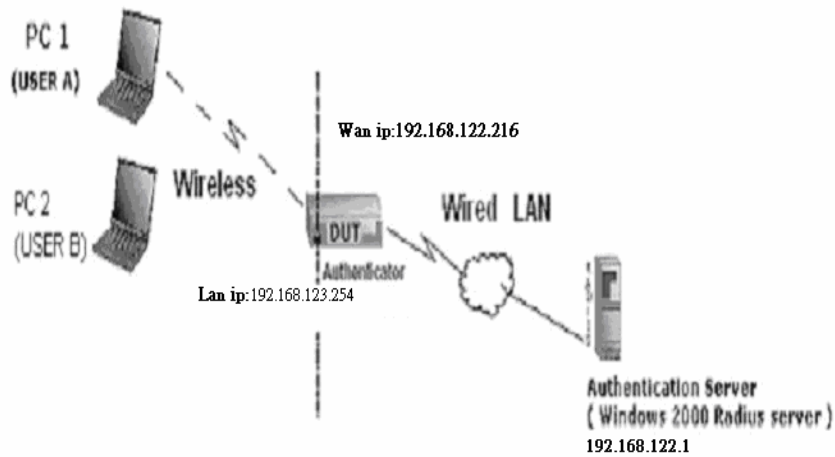 PC 1
(USER A)
Wan ip:192.168.122.216
Wireless
PC 2
(USER B)
Wired LAN
DUT
Authenticator
Lan ip:192.168.123.254
Authentication Server
( Windows 2000 Radius server )
192.168.122.1